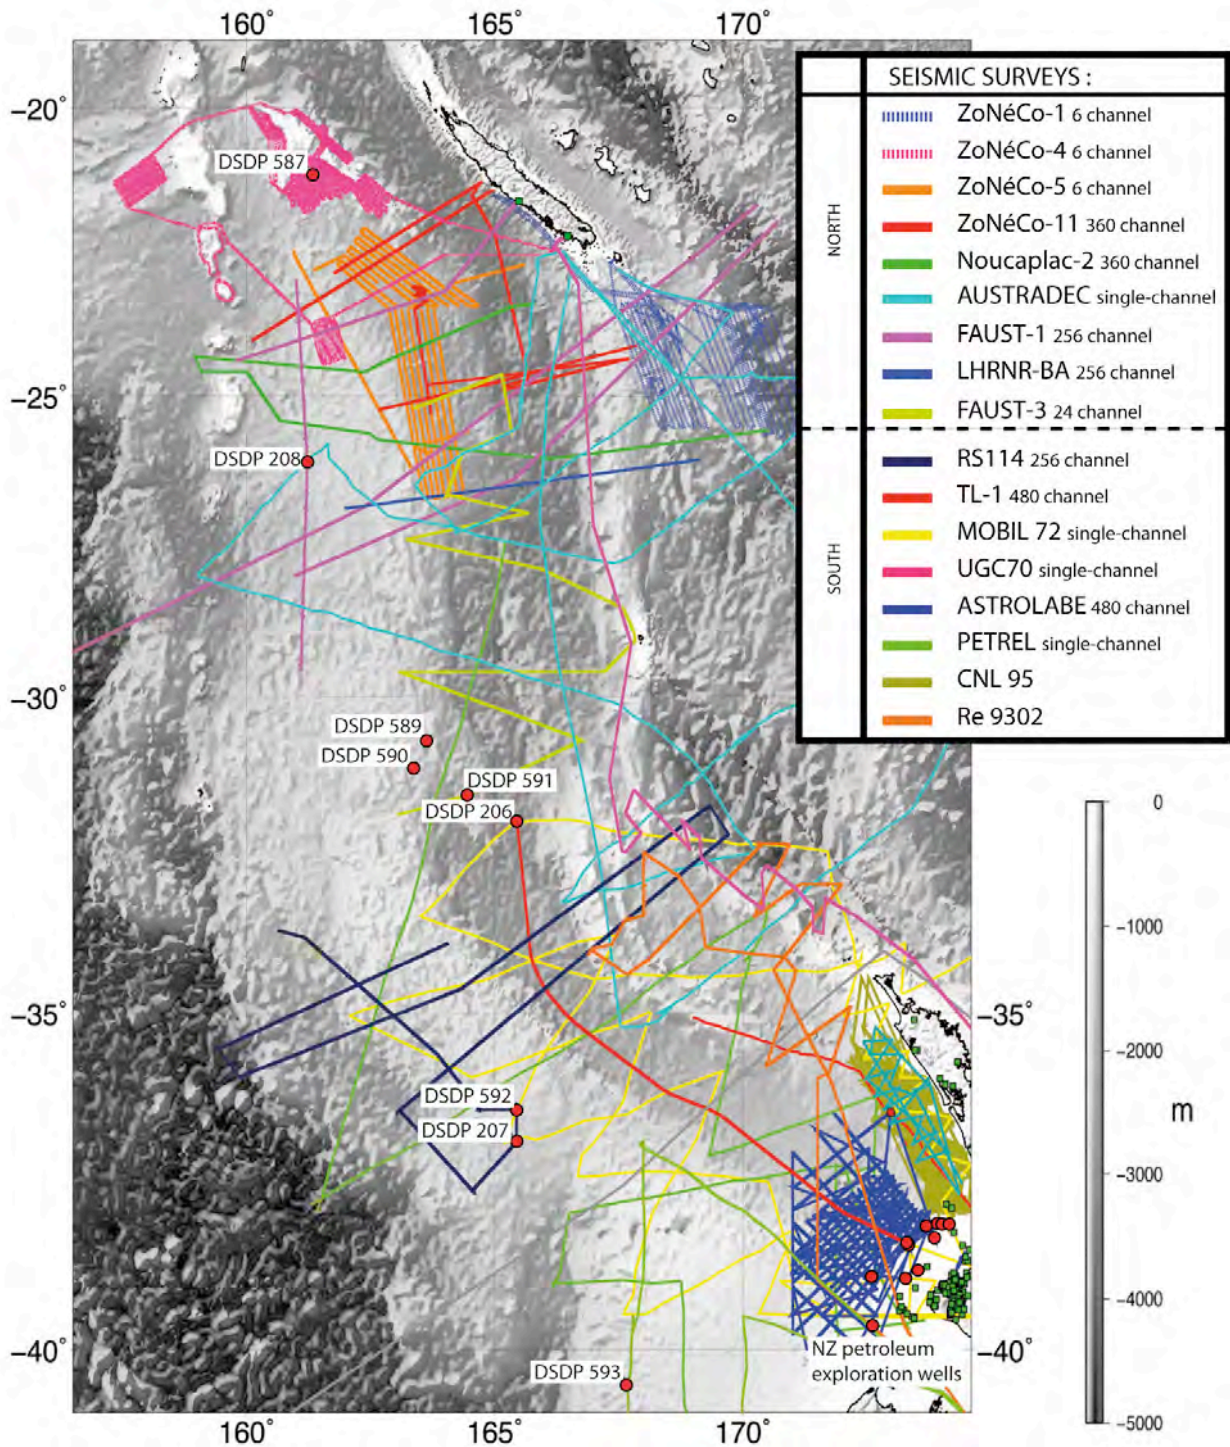 160°
165°
170°
−20°
−25°
−30°
−35°
−40°
SEISMIC SURVEYS :
NORTH
ZoNéCo-1 6 channel
ZoNéCo-4 6 channel
ZoNéCo-5 6 channel
ZoNéCo-11 360 channel
Noucaplac-2 360 channel
AUSTRADEC single-channel
FAUST-1 256 channel
LHRNR-BA 256 channel
FAUST-3 24 channel
SOUTH
RS114 256 channel
TL-1 480 channel
MOBIL 72 single-channel
UGC70 single-channel
ASTROLABE 480 channel
PETREL single-channel
CNL 95
Re 9302
DSDP 587
DSDP 208
DSDP 589
DSDP 590
DSDP 591
DSDP 206
DSDP 592
DSDP 207
DSDP 593
NZ petroleum
exploration wells
−35°
−40°
0
−1000
−2000
m
−3000
−4000
−5000
160°
165°
170°